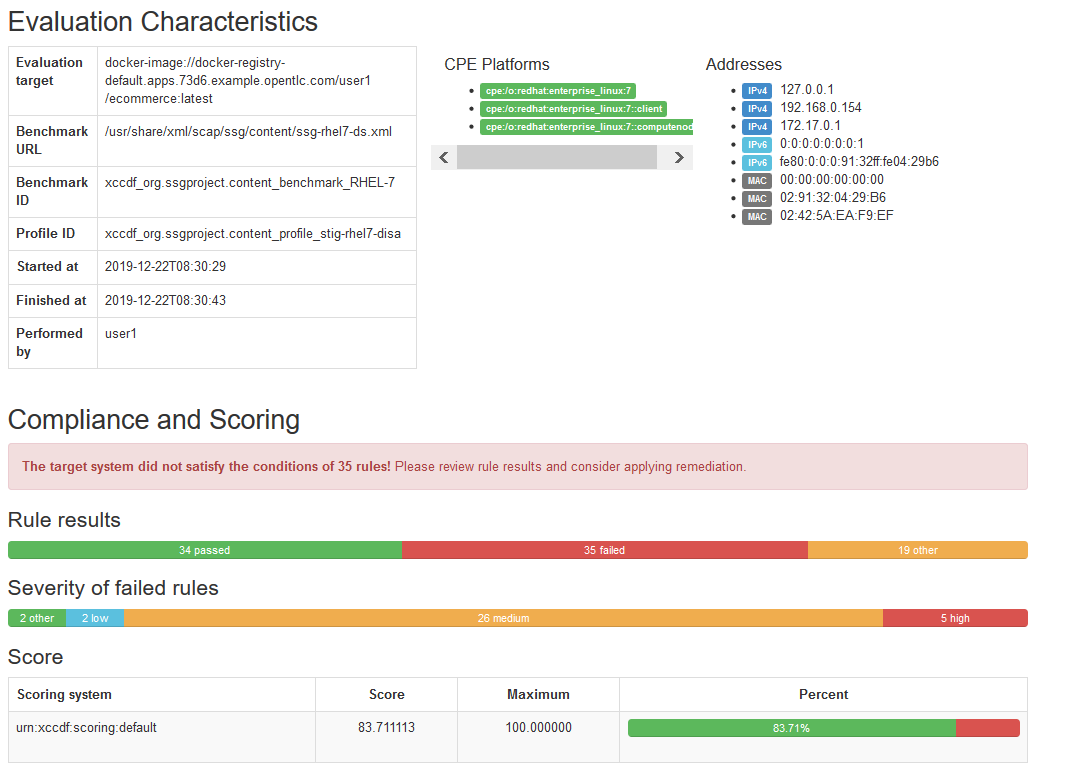 Evaluation Characteristics
Evaluation target
docker-image://docker-registry-
default.apps.73d6.example.opentlc.com/user1
/ecommerce:latest
Benchmark URL
/usr/share/xml/scap/ssg/content/ssg-rhel7-ds.xml
Benchmark ID
xccdf_org.ssgproject.content_benchmark_RHEL-7
Profile ID
xccdf_org.ssgproject.content_profile_stig-rhel7-disa
Started at
2019-12-22T08:30:29
Finished at
2019-12-22T08:30:43
Performed by
user1
CPE Platforms
cpe:/o:redhat:enterprise_linux:7
cpe:/o:redhat:enterprise_linux:7::client
cpe:/o:redhat:enterprise_linux:7::computenod
Addresses
IPv4 127.0.0.1
IPv4 192.168.0.154
IPv4 172.17.0.1
IPv6 0:0:0:0:0:0:0:1
IPv6 fe80:0:0:0:91:32ff:fe04:29b6
MAC 00:00:00:00:00:00
MAC 02:91:32:04:29:B6
MAC 02:42:5A:EA:F9:EF
Compliance and Scoring
The target system did not satisfy the conditions of 35 rules! Please review rule results and consider applying remediation.
Rule results
34 passed 35 failed 19 other
Severity of failed rules
2 other 2 low 26 medium 5 high
Score
Scoring system Score Maximum Percent
urn:xccdf:scoring:default 83.711113 100.000000 83.71%